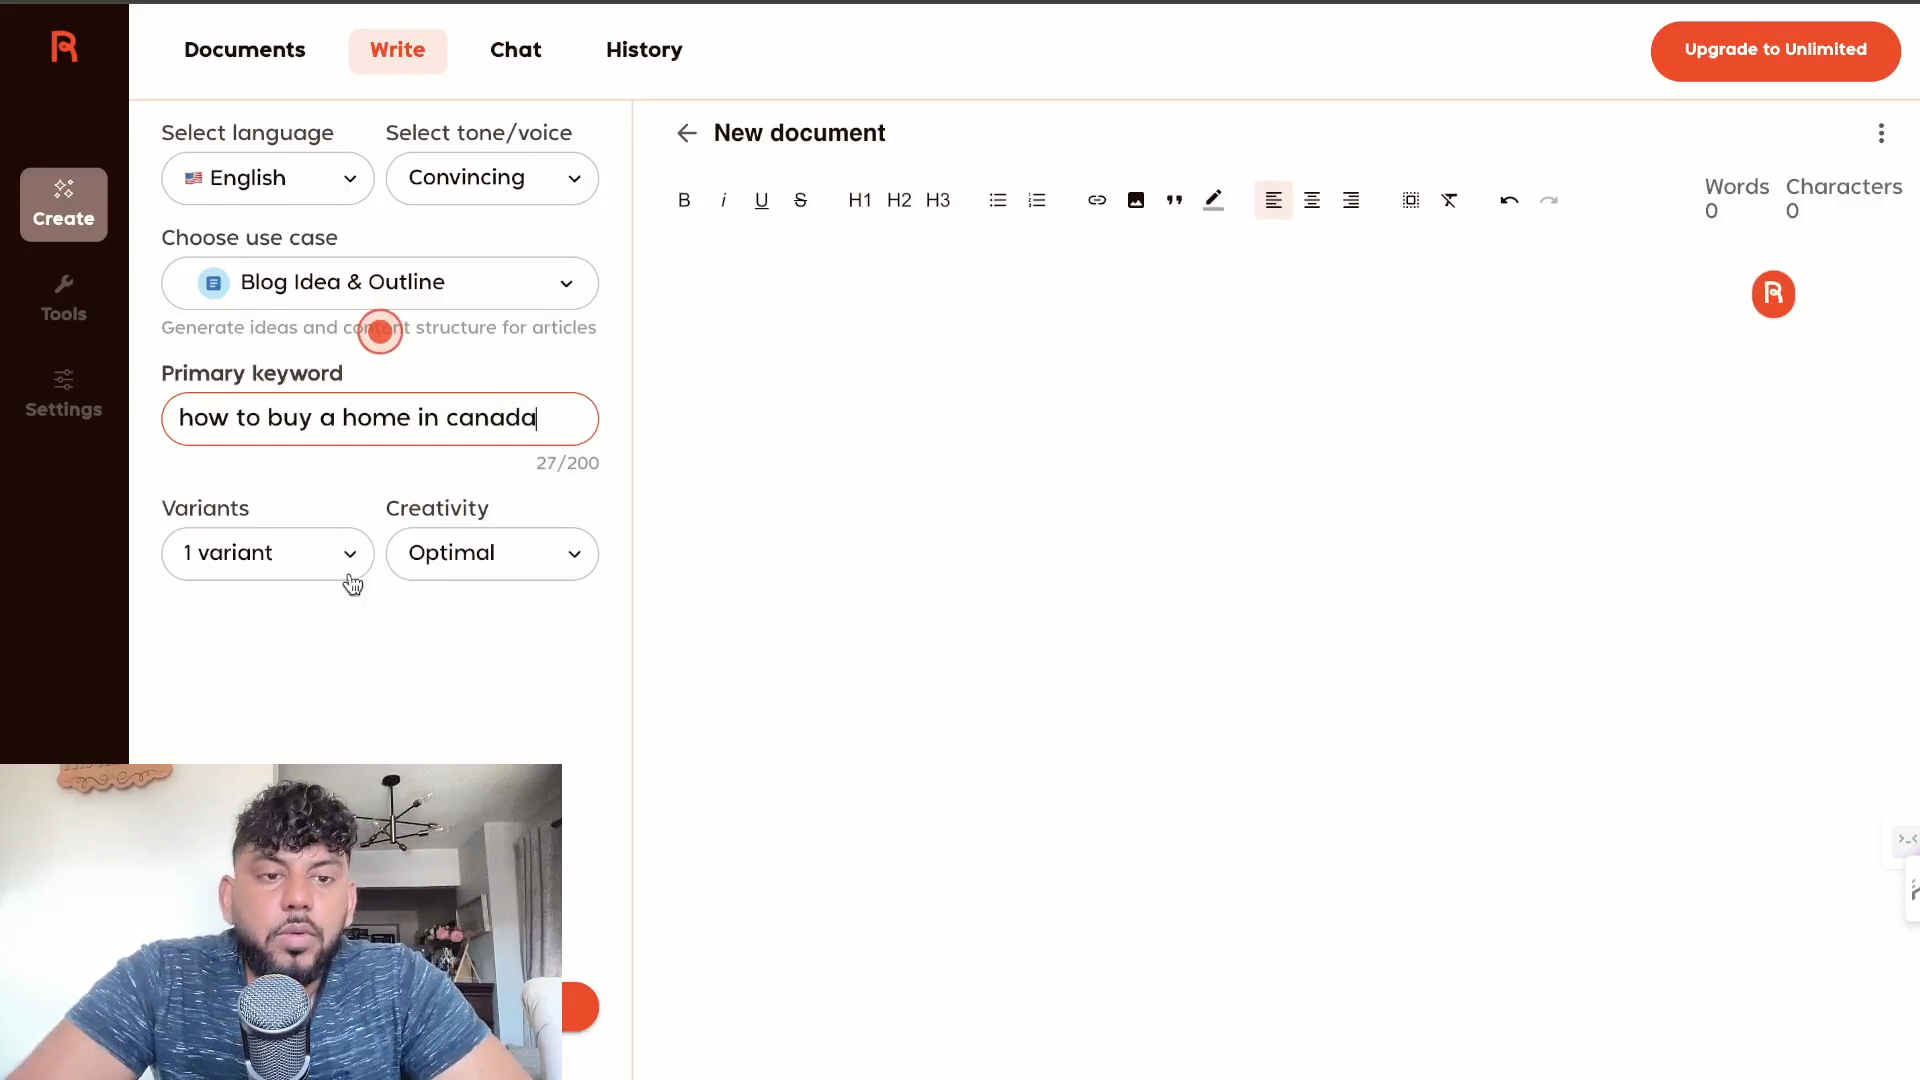 Documents Write Chat History
Upgrade to Unlimited
Create
Tools
Settings
Select language Select tone/voice
English Convincing
Choose use case
Blog Idea & Outline
Generate ideas and content structure for articles
Primary keyword
how to buy a home in canada
27/200
Variants Creativity
1 variant Optimal
New document
B i U S H1 H2 H3
Words Characters
0 0